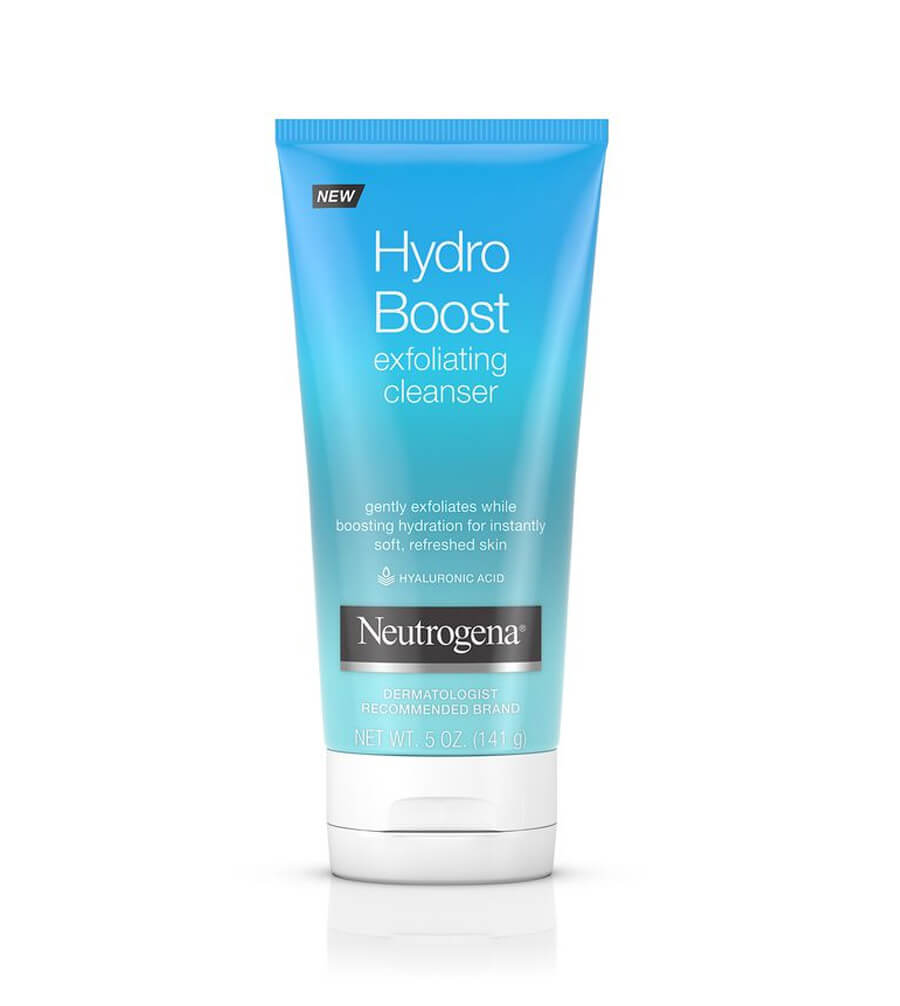 NEW
Hydro
Boost
exfoliating
cleanser
gently exfoliates while
boosting hydration for instantly
soft, refreshed skin
HYALURONIC ACID
Neutrogena®
DERMATOLOGIST
RECOMMENDED BRAND
NET WT. 5 OZ. (141 g)